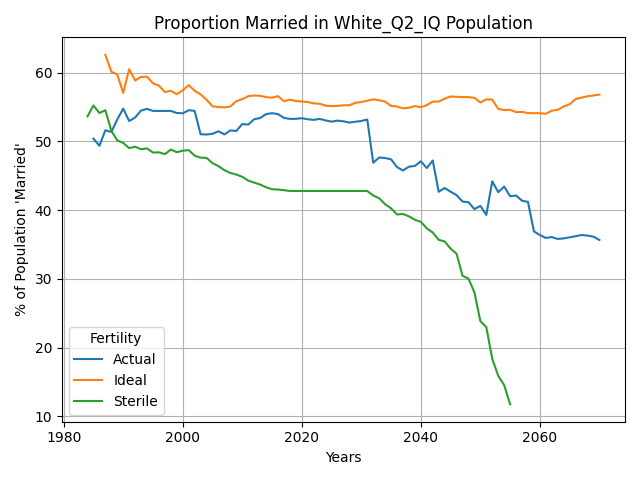 Proportion Married in White_Q2_IQ Population
% of Population 'Married'
60
50
40
30
20
10
Fertility
Actual
Ideal
Sterile
1980
2000
2020
2040
2060
Years